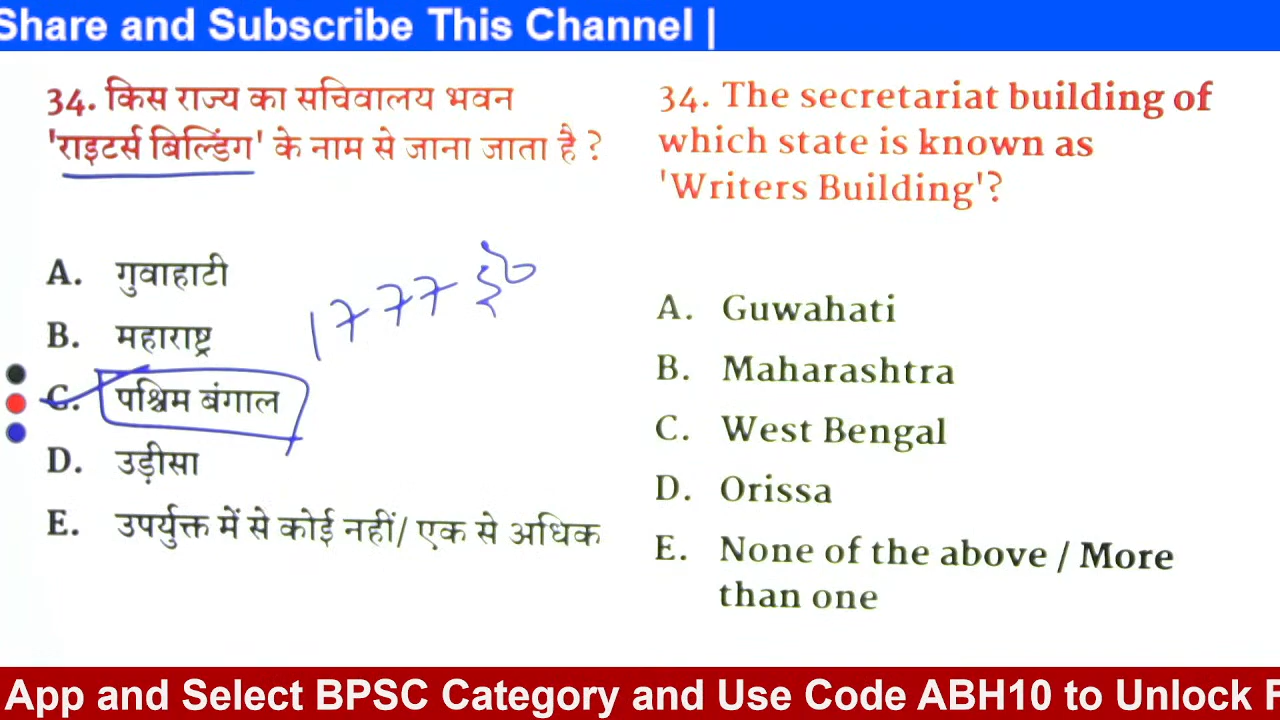 Share and Subscribe This Channel |
34. किस राज्य का सचिवालय भवन
'राइटर्स बिल्डिंग' के नाम से जाना जाता है ?
A. गुवाहाटी
B. महाराष्ट्र
C. पश्चिम बंगाल
D. उड़ीसा
E. उपर्युक्त में से कोई नहीं/ एक से अधिक
1777 ई०
34. The secretariat building of
which state is known as
'Writers Building'?
A. Guwahati
B. Maharashtra
C. West Bengal
D. Orissa
E. None of the above / More
than one
App and Select BPSC Category and Use Code ABH10 to Unlock F